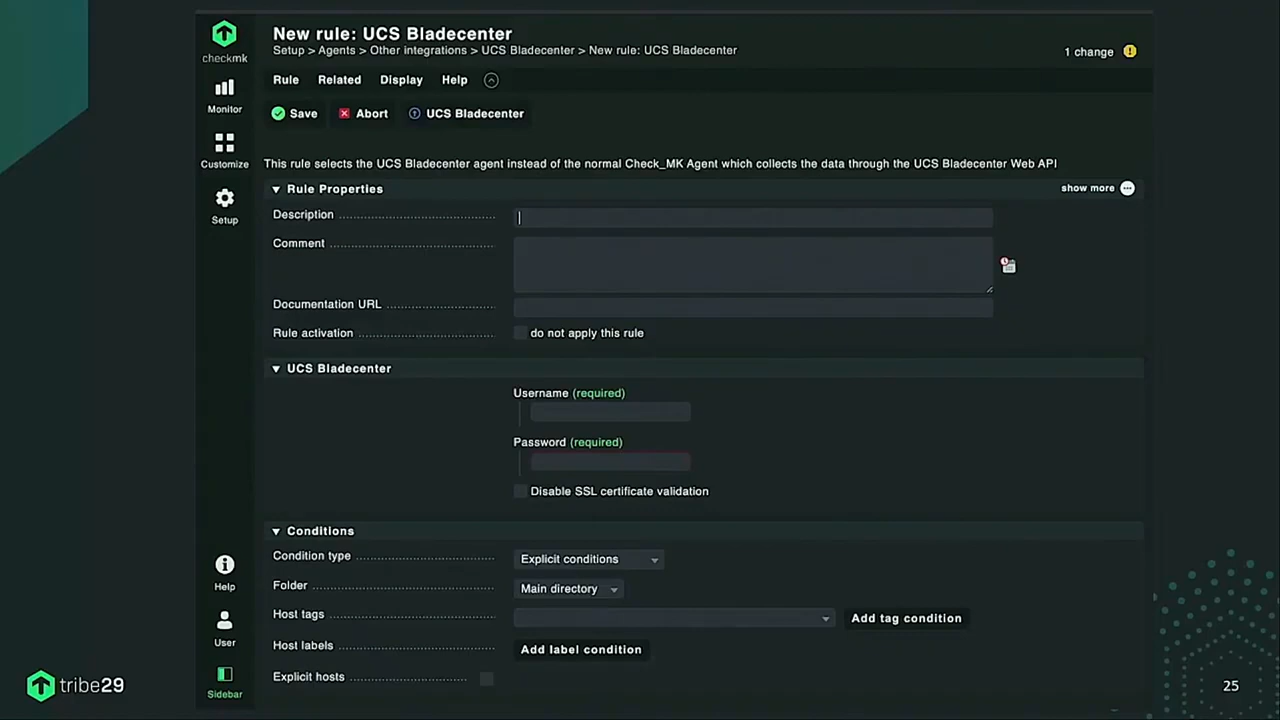 New rule: UCS Bladecenter
checkmk
Setup > Agents > Other integrations > UCS Bladecenter > New rule: UCS Bladecenter
1 change
Rule Related Display Help
Monitor
Save Abort UCS Bladecenter
Customize
This rule selects the UCS Bladecenter agent instead of the normal Check_MK Agent which collects the data through the UCS Bladecenter Web API
Rule Properties
show more
Setup
Description
Comment
Documentation URL
Rule activation do not apply this rule
UCS Bladecenter
Username (required)
Password (required)
Disable SSL certificate validation
Conditions
Condition type Explicit conditions
Folder Main directory
Help
Host tags Add tag condition
User
Host labels Add label condition
Explicit hosts
Sidebar
tribe29
25